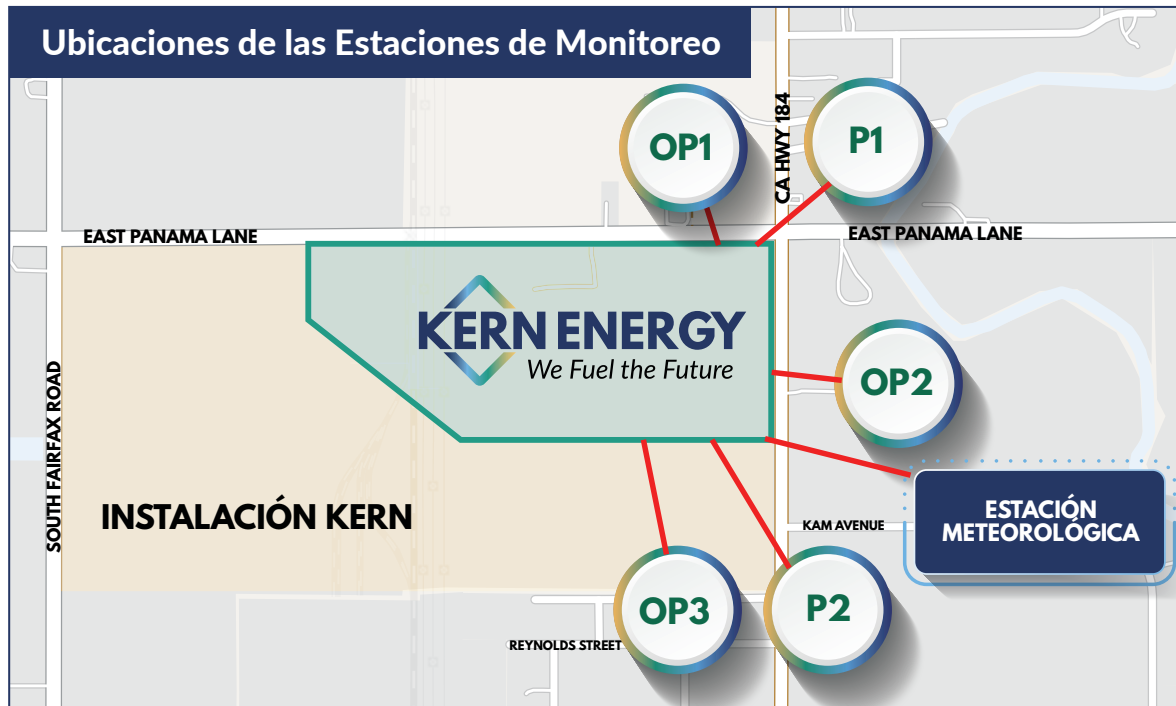 Ubicaciones de las Estaciones de Monitoreo
OP1
CA HWY 184
P1
EAST PANAMA LANE
EAST PANAMA LANE
KERN ENERGY
We Fuel the Future
OP2
SOUTH FAIRFAX ROAD
INSTALACIÓN KERN
ESTACIÓN
METEOROLÓGICA
KAM AVENUE
OP3
P2
REYNOLDS STREET